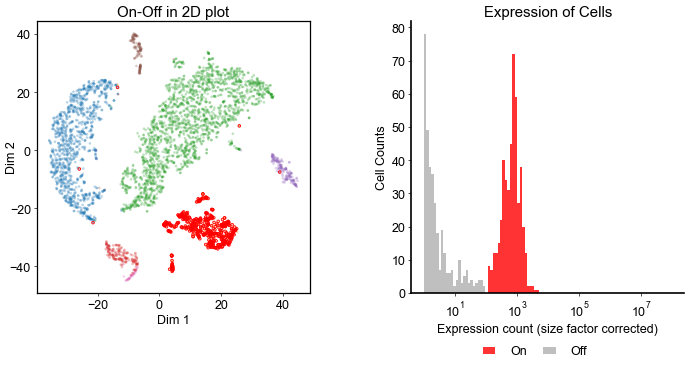 On-Off in 2D plot
40
20
0
−20
−40
Dim 2
−20
0
20
40
Dim 1
Expression of Cells
80
70
60
50
40
30
20
10
0
Cell Counts
10^1
10^3
10^5
10^7
Expression count (size factor corrected)
On
Off